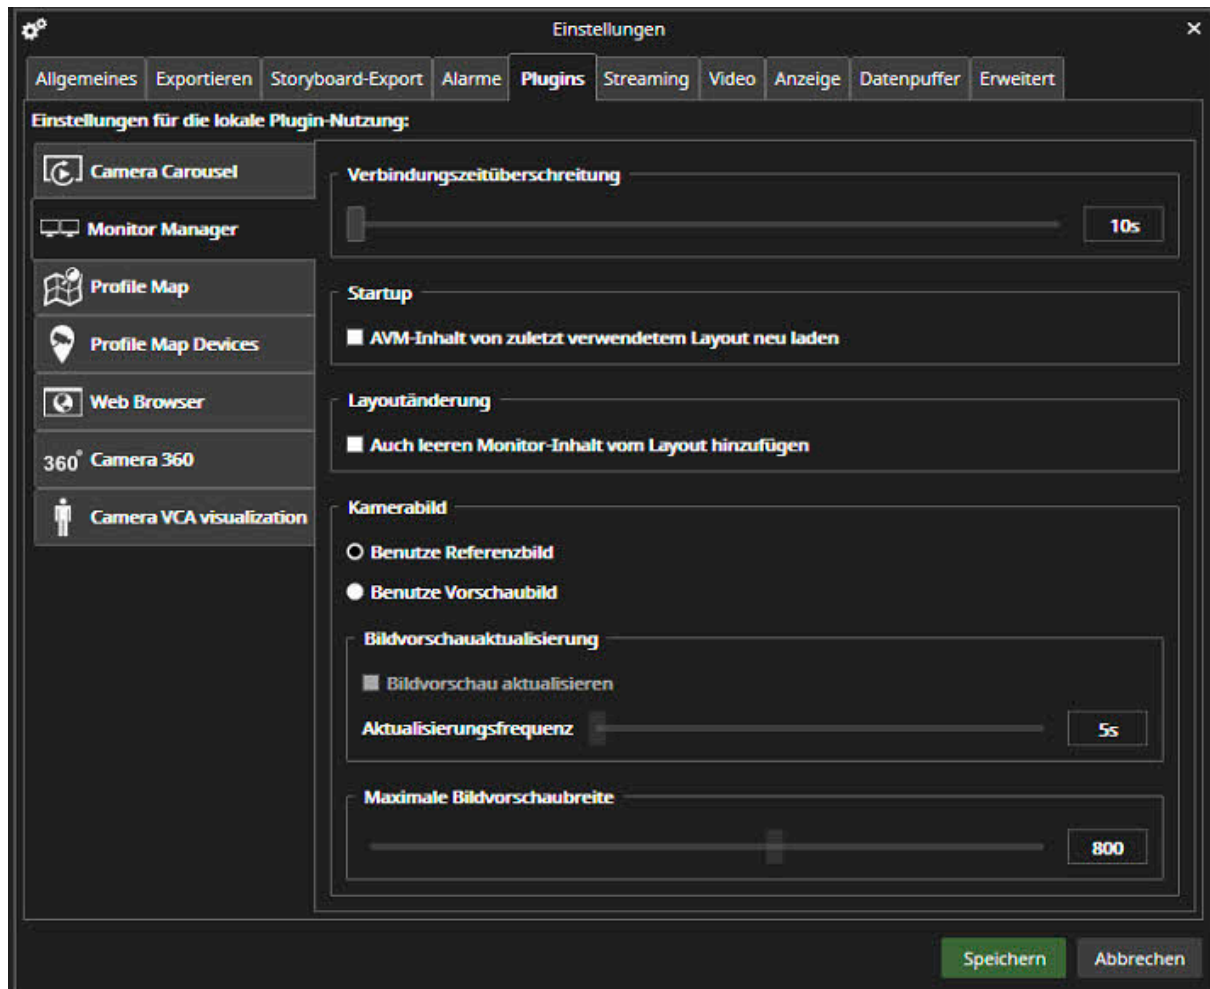 Einstellungen
Allgemeines Exportieren Storyboard-Export Alarme Plugins Streaming Video Anzeige Datenpuffer Erweitert
Einstellungen für die lokale Plugin-Nutzung:
Camera Carousel
Monitor Manager
Profile Map
Profile Map Devices
Web Browser
360° Camera 360
Camera VCA visualization
Verbindungszeitüberschreitung
10s
Startup
AVM-Inhalt von zuletzt verwendetem Layout neu laden
Layoutänderung
Auch leeren Monitor-Inhalt vom Layout hinzufügen
Kamerabild
Benutze Referenzbild
Benutze Vorschaubild
Bildvorschauaktualisierung
Bildvorschau aktualisieren
Aktualisierungsfrequenz 5s
Maximale Bildvorschaubreite
800
Speichern Abbrechen